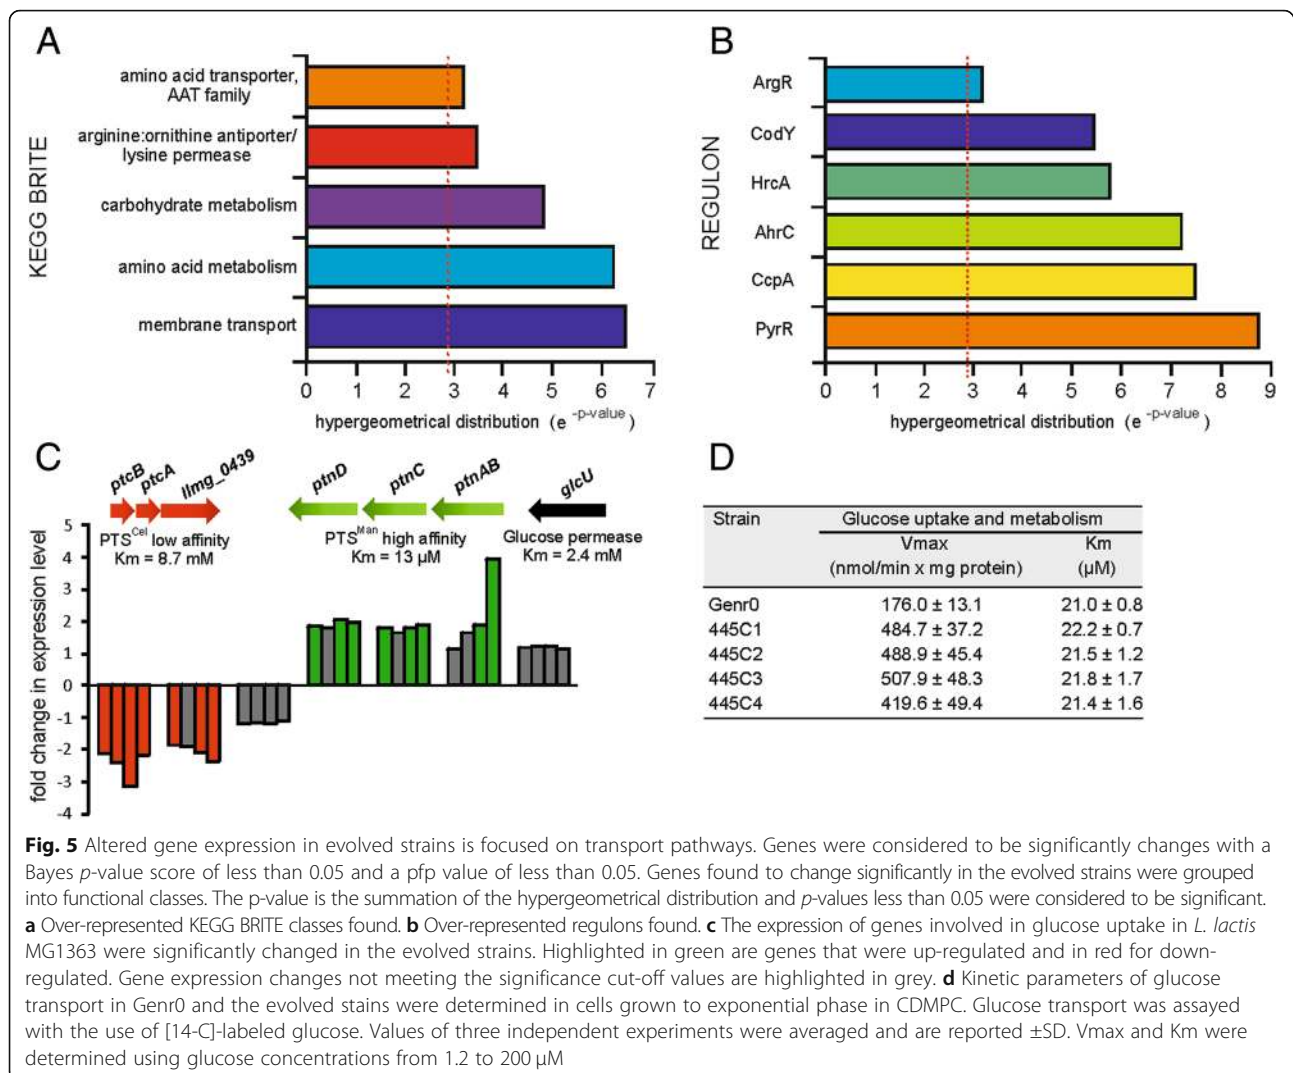 A
KEGG BRITE
amino acid transporter,
AAT family
arginine:ornithine antiporter/
lysine permease
carbohydrate metabolism
amino acid metabolism
membrane transport
0 1 2 3 4 5 6 7
hypergeometrical distribution (e -p-value )
B
REGULON
ArgR
CodY
HrcA
AhrC
CcpA
PyrR
0 1 2 3 4 5 6 7 8 9
hypergeometrical distribution (e -p-value )
C
ptcB ptcA llmg_0439 ptnD ptnC ptnAB glcU
PTS Cel low affinity
Km = 8.7 mM
PTS Man high affinity
Km = 13 µM
Glucose permease
Km = 2.4 mM
fold change in expression level
5
4
3
2
1
0
-1
-2
-3
-4
D
Strain Glucose uptake and metabolism
Vmax Km
(nmol/min x mg protein) (µM)
Genr0 176.0 ± 13.1 21.0 ± 0.8
445C1 484.7 ± 37.2 22.2 ± 0.7
445C2 488.9 ± 45.4 21.5 ± 1.2
445C3 507.9 ± 48.3 21.8 ± 1.7
445C4 419.6 ± 49.4 21.4 ± 1.6
Fig. 5 Altered gene expression in evolved strains is focused on transport pathways. Genes were considered to be significantly changes with a
Bayes p-value score of less than 0.05 and a pfp value of less than 0.05. Genes found to change significantly in the evolved strains were grouped
into functional classes. The p-value is the summation of the hypergeometrical distribution and p-values less than 0.05 were considered to be significant.
a Over-represented KEGG BRITE classes found. b Over-represented regulons found. c The expression of genes involved in glucose uptake in L. lactis
MG1363 were significantly changed in the evolved strains. Highlighted in green are genes that were up-regulated and in red for down-
regulated. Gene expression changes not meeting the significance cut-off values are highlighted in grey. d Kinetic parameters of glucose
transport in Genr0 and the evolved stains were determined in cells grown to exponential phase in CDMPC. Glucose transport was assayed
with the use of [14-C]-labeled glucose. Values of three independent experiments were averaged and are reported ±SD. Vmax and Km were
determined using glucose concentrations from 1.2 to 200 µM